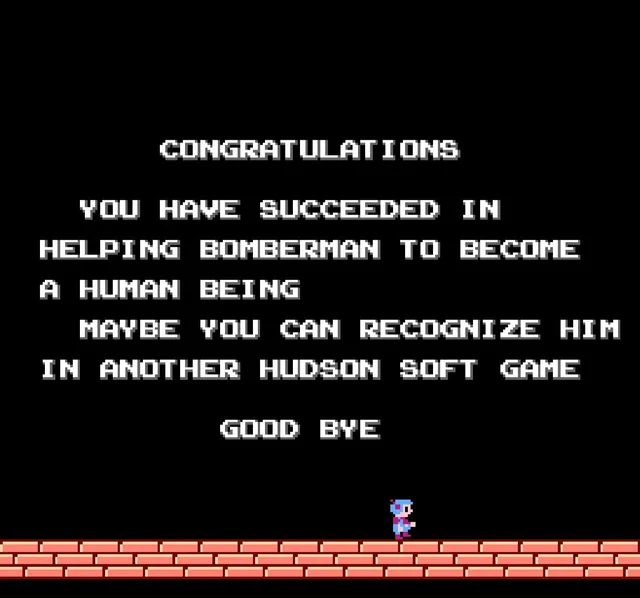 CONGRATULATIONS
YOU HAVE SUCCEEDED IN
HELPING BOMBERMAN TO BECOME
A HUMAN BEING
MAYBE YOU CAN RECOGNIZE HIM
IN ANOTHER HUDSON SOFT GAME
GOOD BYE